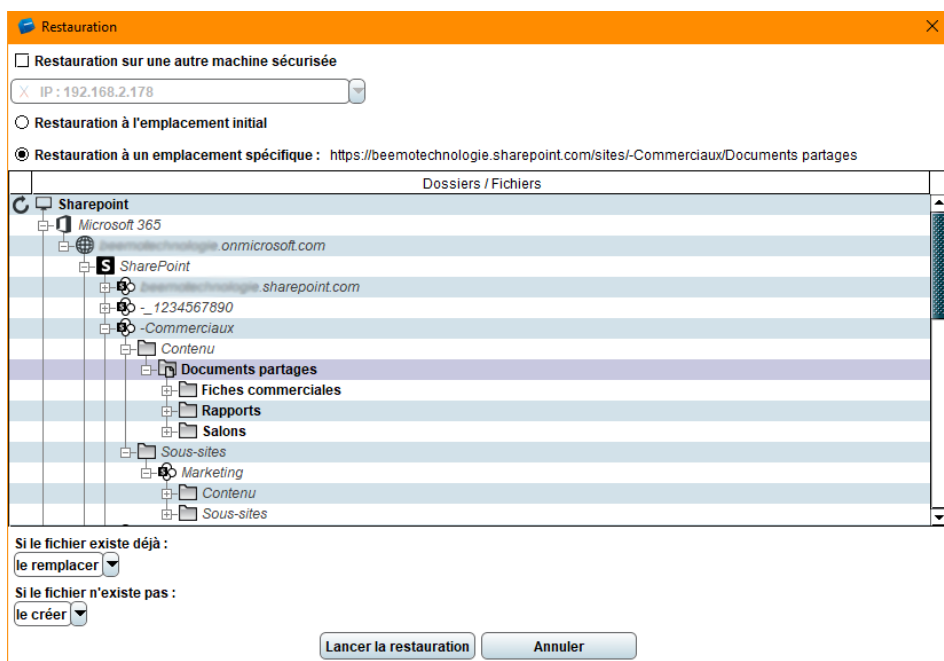 Restauration
Restauration sur une autre machine sécurisée
X IP : 192.168.2.178
Restauration à l'emplacement initial
Restauration à un emplacement spécifique : https://beemotechnologie.sharepoint.com/sites/-Commerciaux/Documents partages
Dossiers / Fichiers
Sharepoint
Microsoft 365
.onmicrosoft.com
SharePoint
.sharepoint.com
-_1234567890
-Commerciaux
Contenu
Documents partages
Fiches commerciales
Rapports
Salons
Sous-sites
Marketing
Contenu
Sous-sites
Si le fichier existe déjà :
le remplacer
Si le fichier n'existe pas :
le créer
Lancer la restauration Annuler